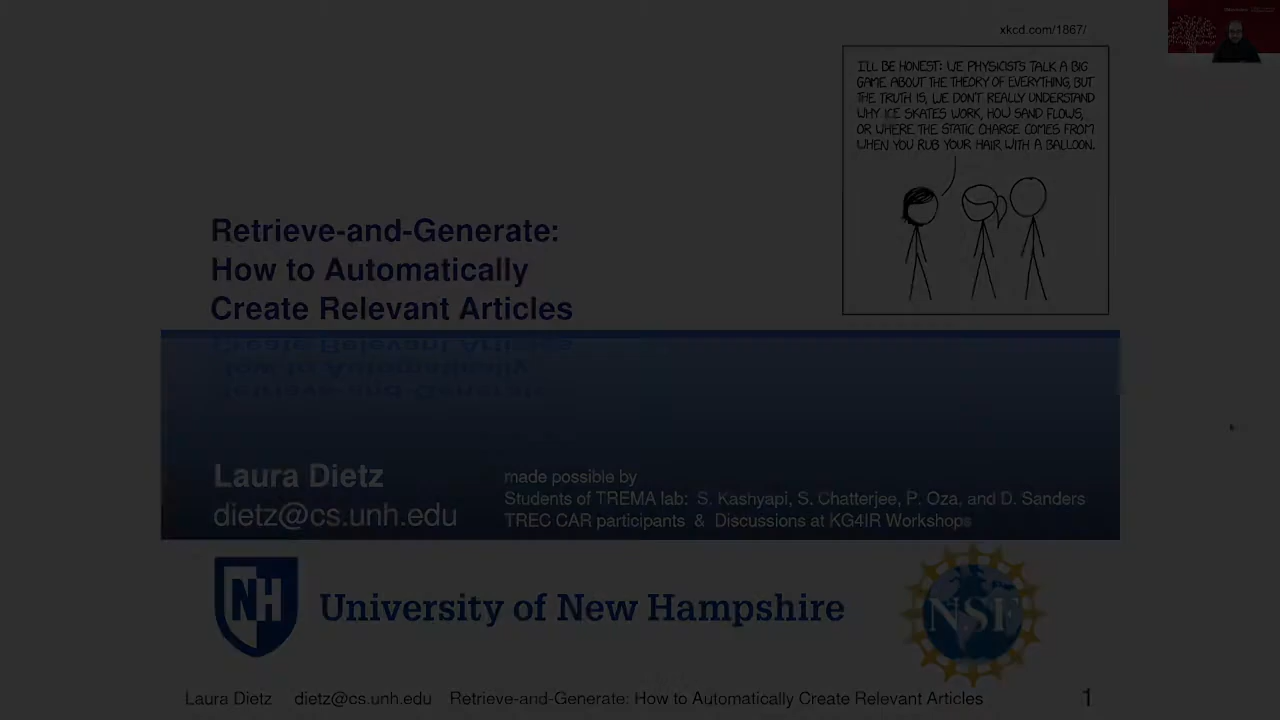 xkcd.com/1867/
I'LL BE HONEST: WE PHYSICISTS TALK A BIG
GAME ABOUT THE THEORY OF EVERYTHING, BUT
THE TRUTH IS, WE DON'T REALLY UNDERSTAND
WHY ICE SKATES WORK, HOW SAND FLOWS,
OR WHERE THE STATIC CHARGE COMES FROM
WHEN YOU RUB YOUR HAIR WITH A BALLOON.
Retrieve-and-Generate:
How to Automatically
Create Relevant Articles
Laura Dietz
dietz@cs.unh.edu
made possible by
Students of TREMA lab: S. Kashyapi, S. Chatterjee, P. Oza, and D. Sanders
TREC CAR participants & Discussions at KG4IR Workshops
NH
University of New Hampshire
NSF
Laura Dietz dietz@cs.unh.edu Retrieve-and-Generate: How to Automatically Create Relevant Articles 1